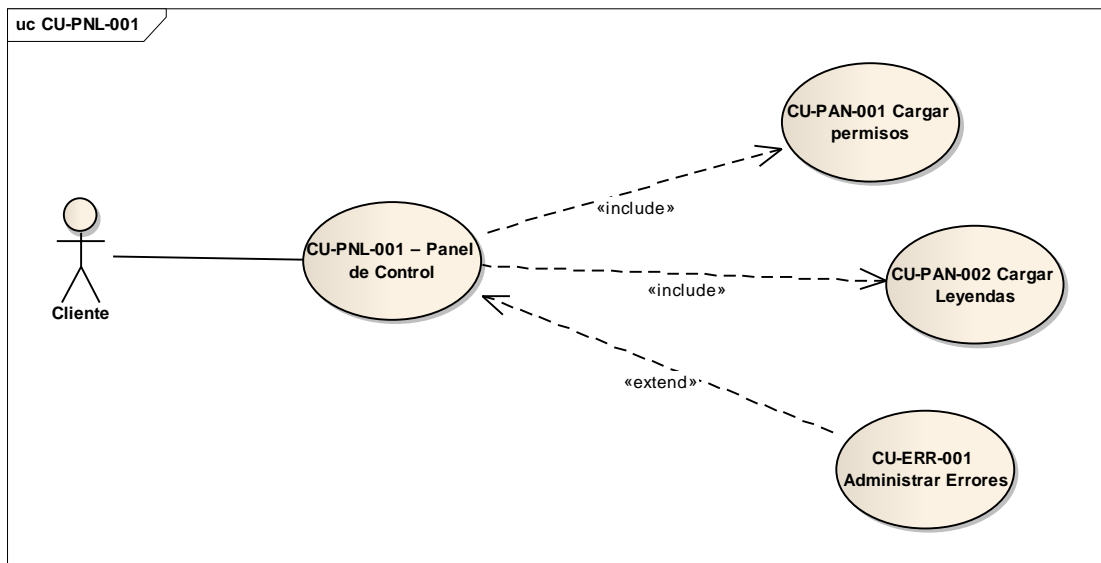 uc CU-PNL-001
CU-PAN-001 Cargar
permisos
«include»
CU-PNL-001 – Panel
de Control
CU-PAN-002 Cargar
Leyendas
«include»
Cliente
«extend»
CU-ERR-001
Administrar Errores